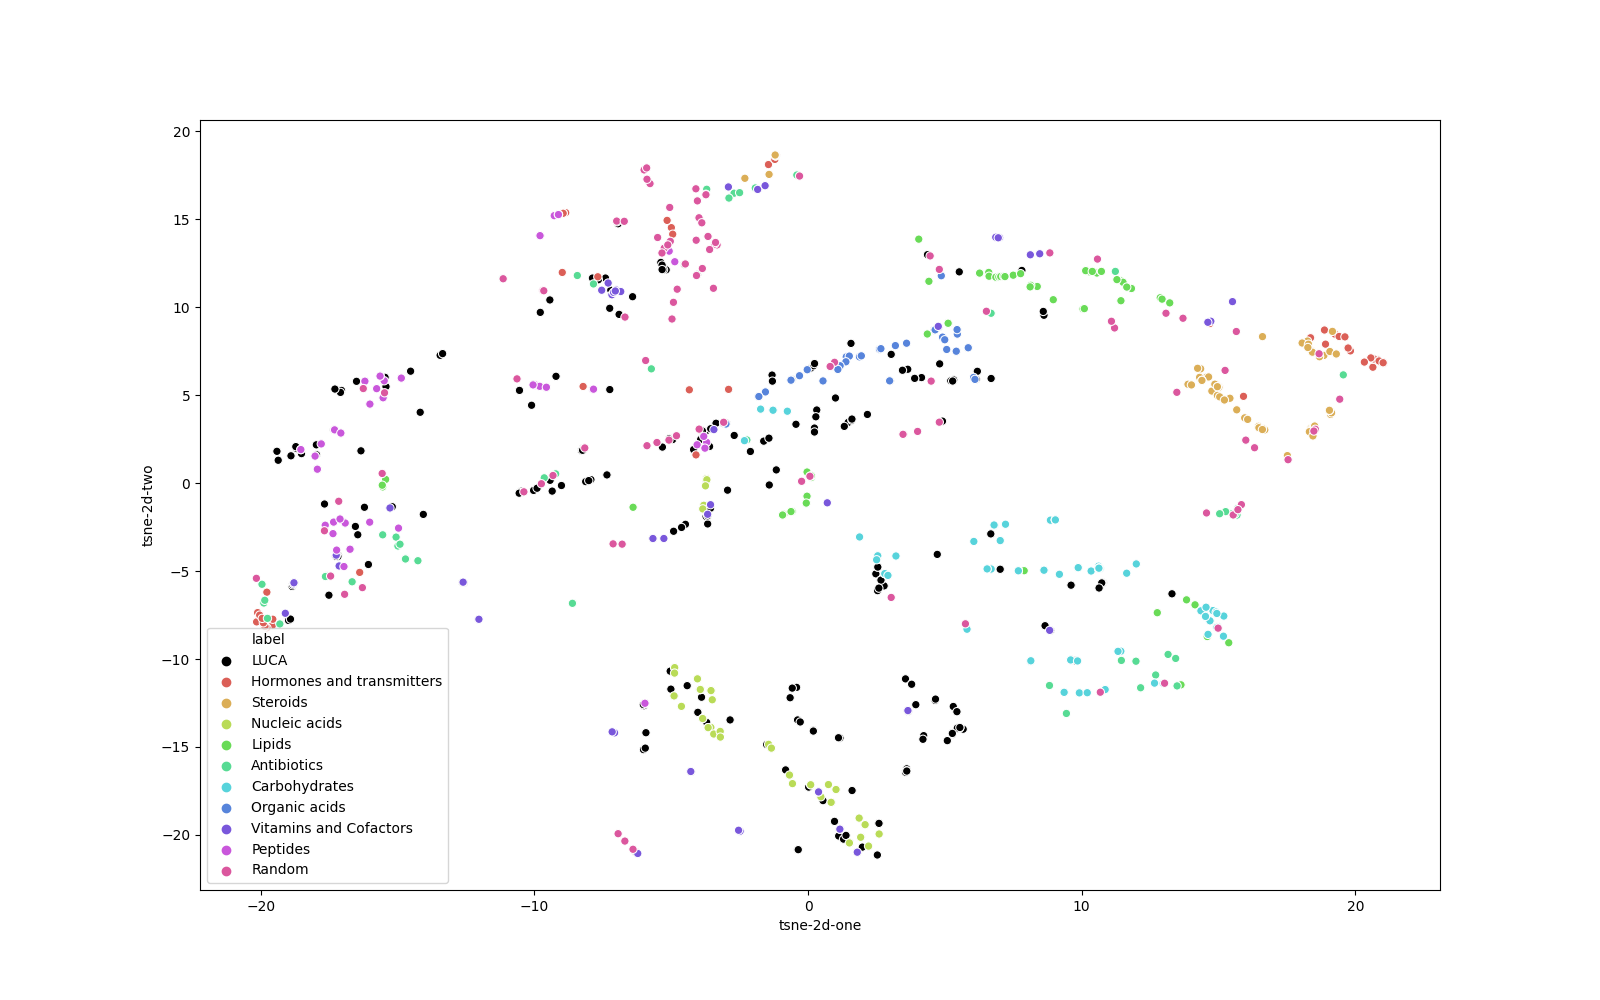 20
15
10
5
0
−5
−10
−15
−20
tsne-2d-two
label
LUCA
Hormones and transmitters
Steroids
Nucleic acids
Lipids
Antibiotics
Carbohydrates
Organic acids
Vitamins and Cofactors
Peptides
Random
−20 −10 0 10 20
tsne-2d-one